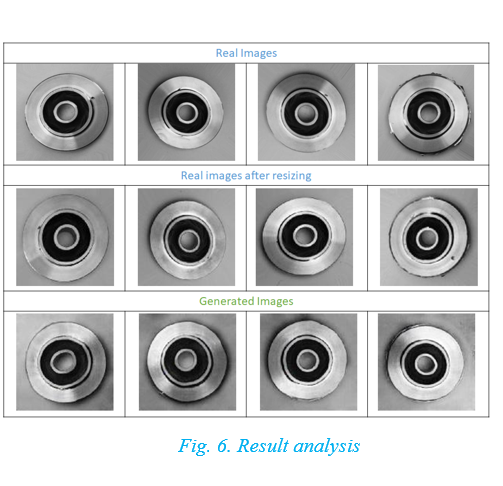 Real Images
Real images after resizing
Generated Images
Fig. 6. Result analysis